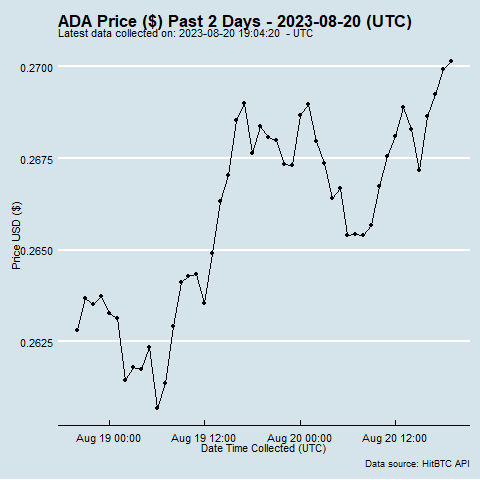 ADA Price ($) Past 2 Days - 2023-08-20 (UTC)
Latest data collected on: 2023-08-20 19:04:20 - UTC
0.2700
0.2675
0.2650
0.2625
Price USD ($)
Aug 19 00:00 Aug 19 12:00 Aug 20 00:00 Aug 20 12:00
Date Time Collected (UTC)
Data source: HitBTC API